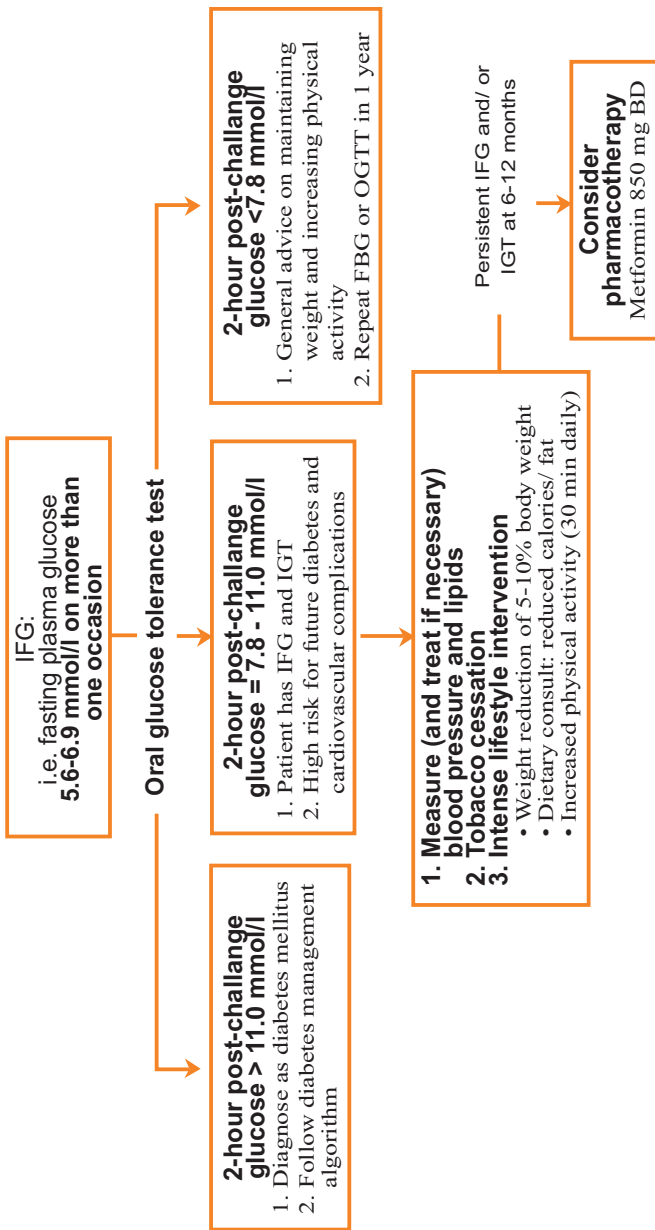 IFG:
i.e. fasting plasma glucose
5.6-6.9 mmol/l on more than
one occasion
Oral glucose tolerance test
2-hour post-challange
glucose > 11.0 mmol/l
1. Diagnose as diabetes mellitus
2. Follow diabetes management
algorithm
2-hour post-challange
glucose = 7.8 - 11.0 mmol/l
1. Patient has IFG and IGT
2. High risk for future diabetes and
cardiovascular complications
2-hour post-challange
glucose <7.8 mmol/l
1. General advice on maintaining
weight and increasing physical
activity
2. Repeat FBG or OGTT in 1 year
1. Measure (and treat if necessary)
blood pressure and lipids
2. Tobacco cessation
3. Intense lifestyle intervention
• Weight reduction of 5-10% body weight
• Dietary consult: reduced calories/ fat
• Increased physical activity (30 min daily)
Persistent IFG and/ or
IGT at 6-12 months
Consider
pharmacotherapy
Metformin 850 mg BD